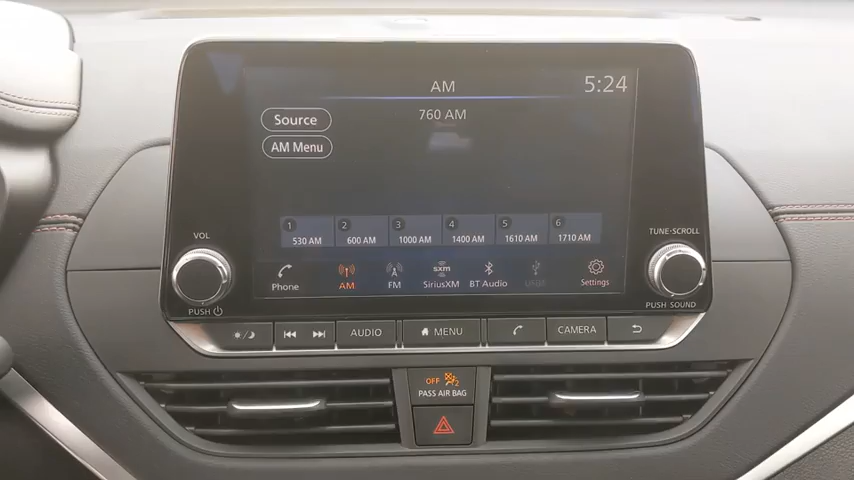 AM
5:24
Source
760 AM
AM Menu
1 2 3 4 5 6
530 AM 600 AM 1000 AM 1400 AM 1610 AM 1710 AM
VOL
TUNE·SCROLL
sxm
Phone AM FM SiriusXM BT Audio USB Settings
PUSH
PUSH SOUND
AUDIO MENU CAMERA
OFF 2
PASS AIR BAG